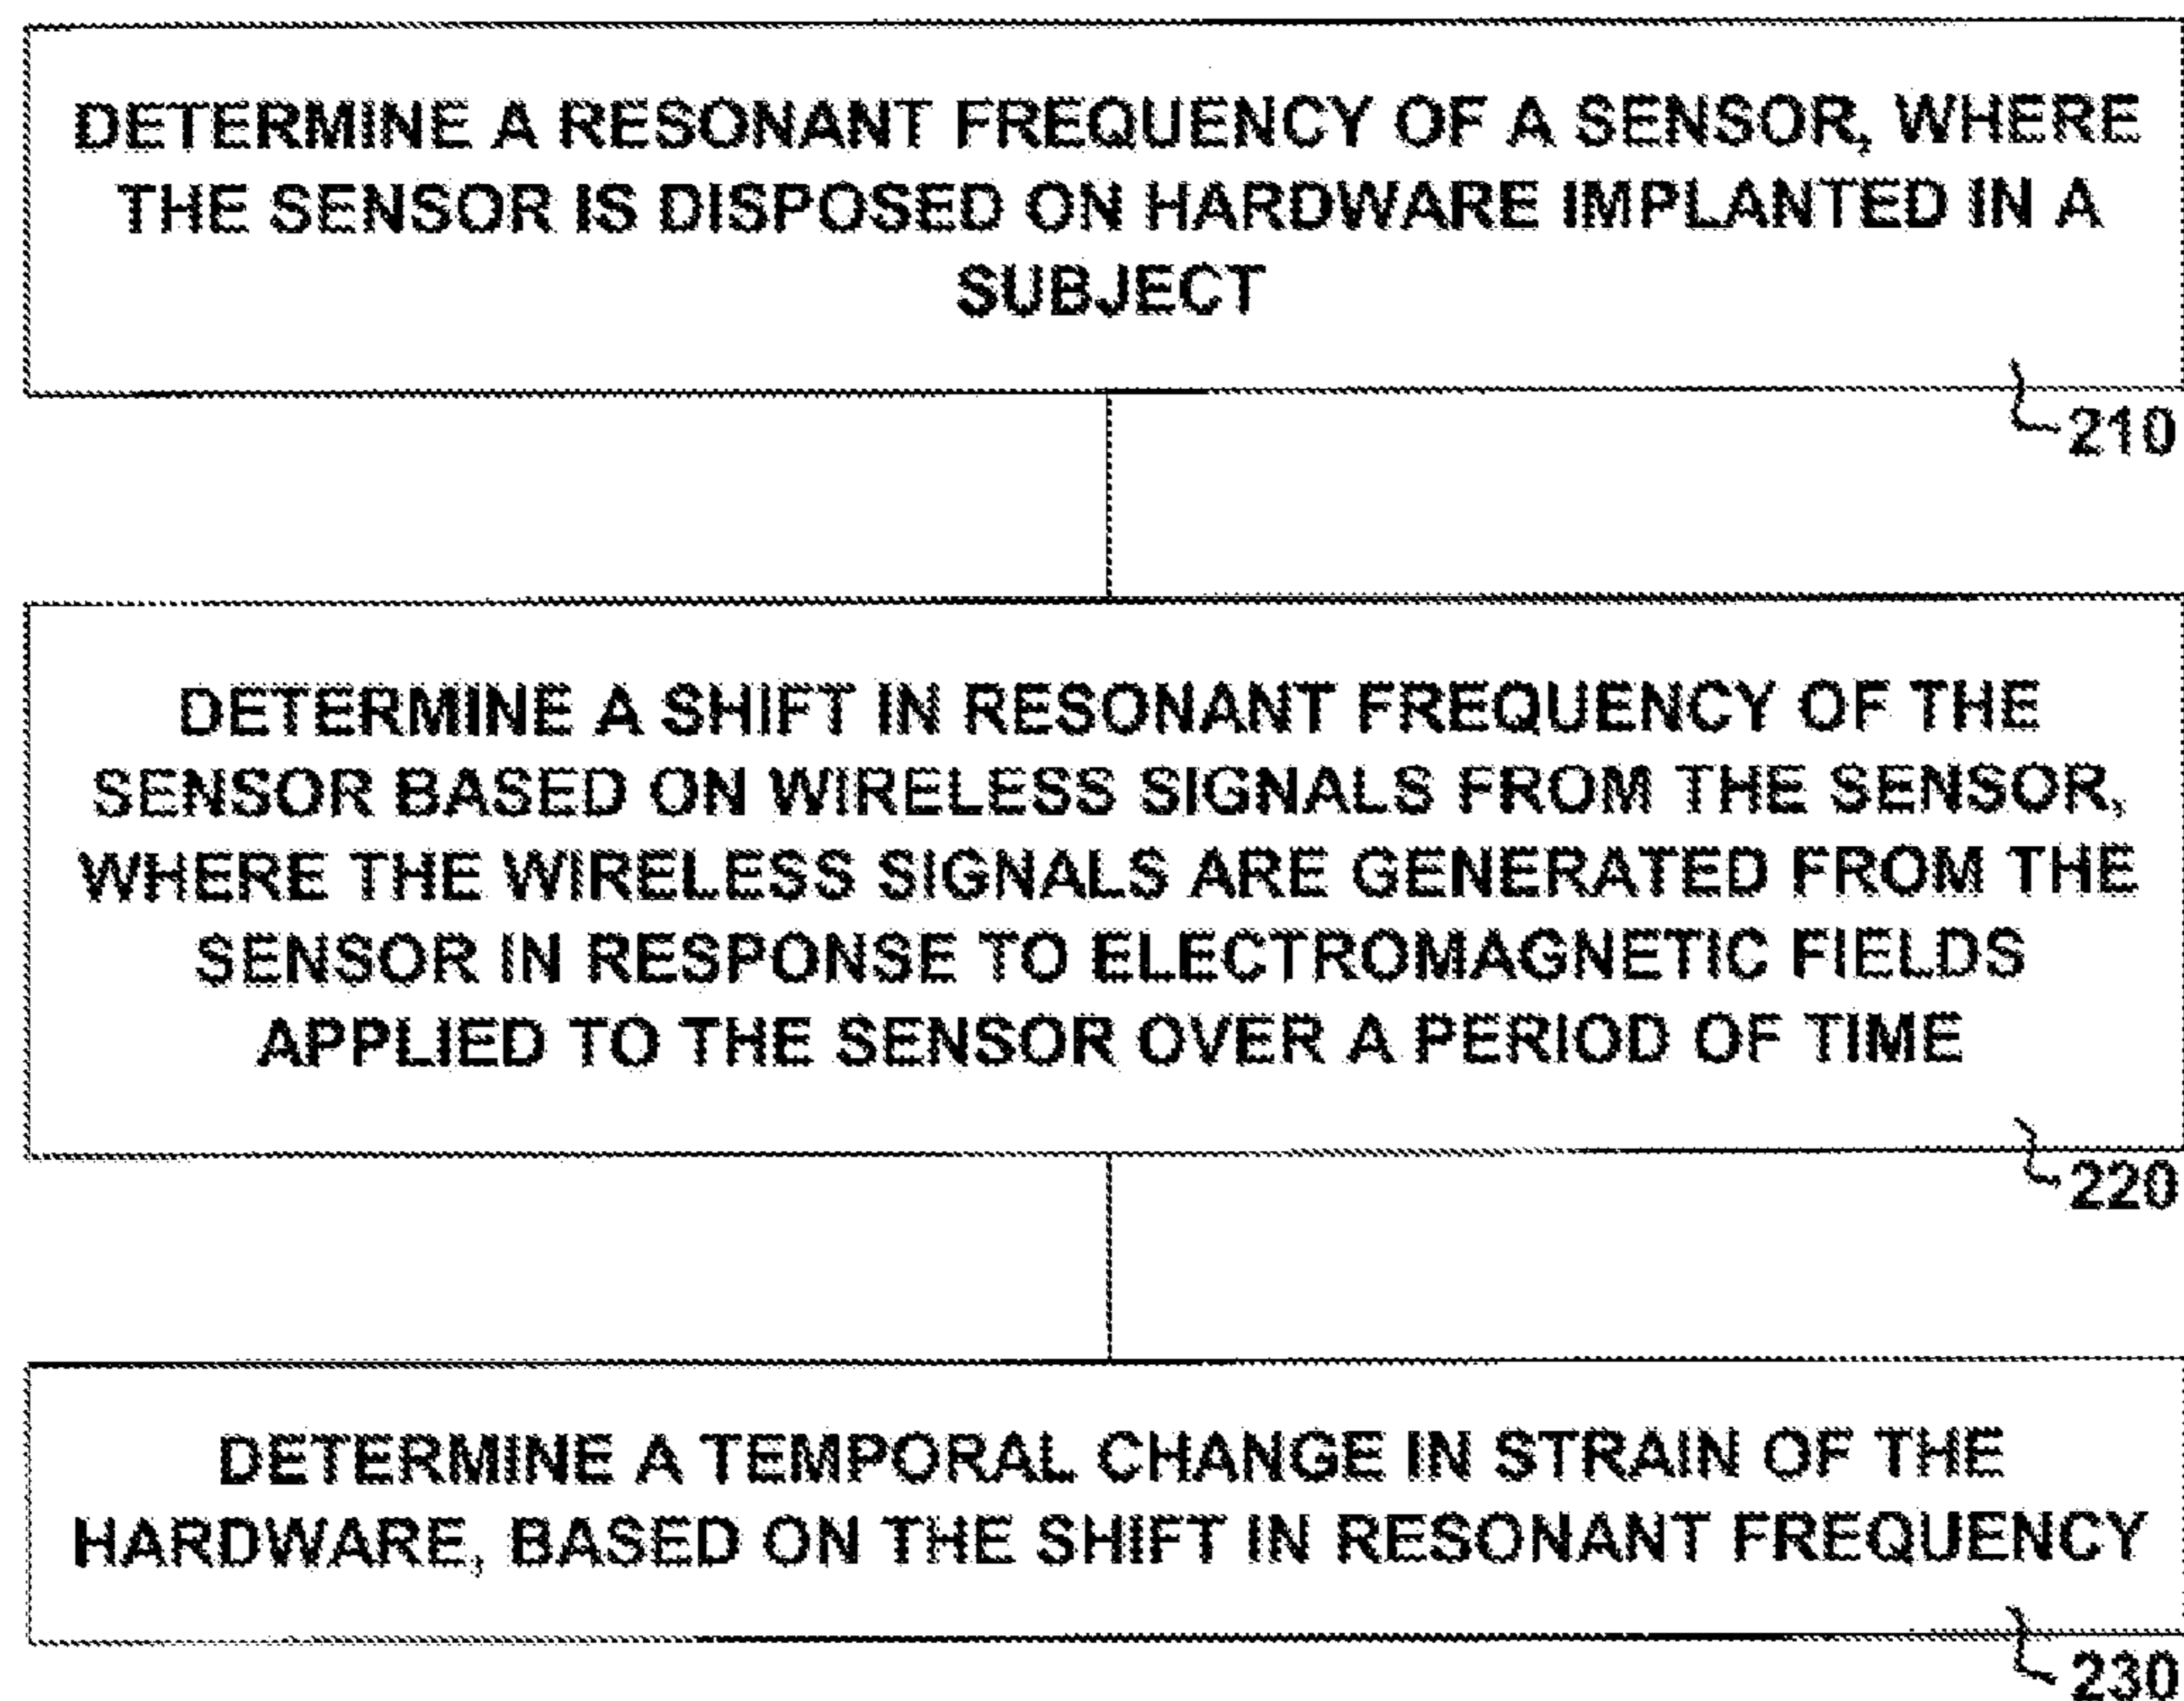 DETERMINE A RESONANT FREQUENCY OF A SENSOR, WHERE
THE SENSOR IS DISPOSED ON HARDWARE IMPLANTED IN A
SUBJECT
210
DETERMINE A SHIFT IN RESONANT FREQUENCY OF THE
SENSOR BASED ON WIRELESS SIGNALS FROM THE SENSOR,
WHERE THE WIRELESS SIGNALS ARE GENERATED FROM THE
SENSOR IN RESPONSE TO ELECTROMAGNETIC FIELDS
APPLIED TO THE SENSOR OVER A PERIOD OF TIME
220
DETERMINE A TEMPORAL CHANGE IN STRAIN OF THE
HARDWARE, BASED ON THE SHIFT IN RESONANT FREQUENCY
230